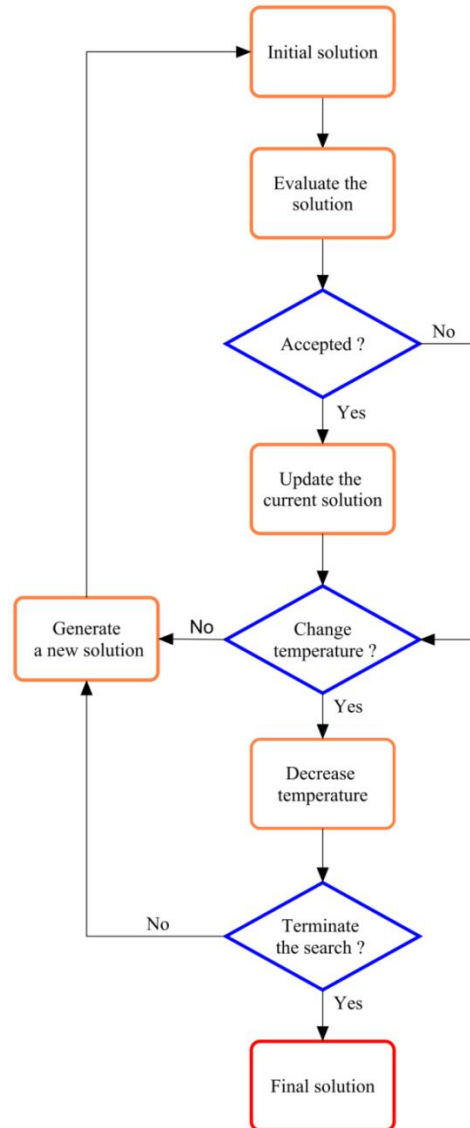 Initial solution
Evaluate the
solution
Accepted ?
No
Yes
Update the
current solution
Generate
a new solution
No
Change
temperature ?
Yes
Decrease
temperature
No
Terminate
the search ?
Yes
Final solution